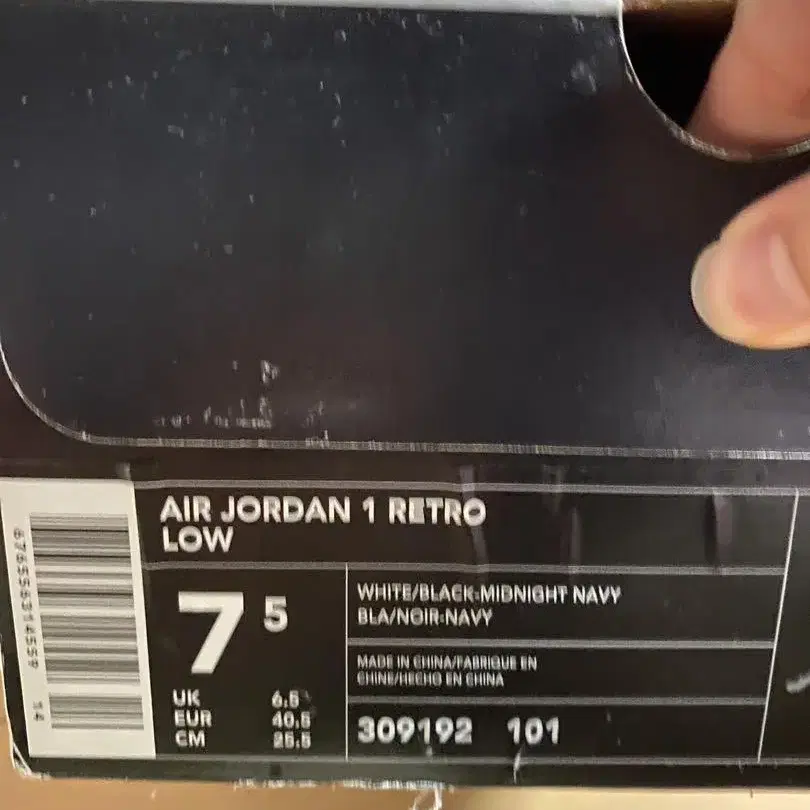 AIR JORDAN 1 RETRO
LOW
7 5
WHITE/BLACK-MIDNIGHT NAVY
BLA/NOIR-NAVY
MADE IN CHINA/FABRIQUE EN
CHINE/HECHO EN CHINA
UK 6.5
EUR 40.5
CM 25.5
309192 101
14